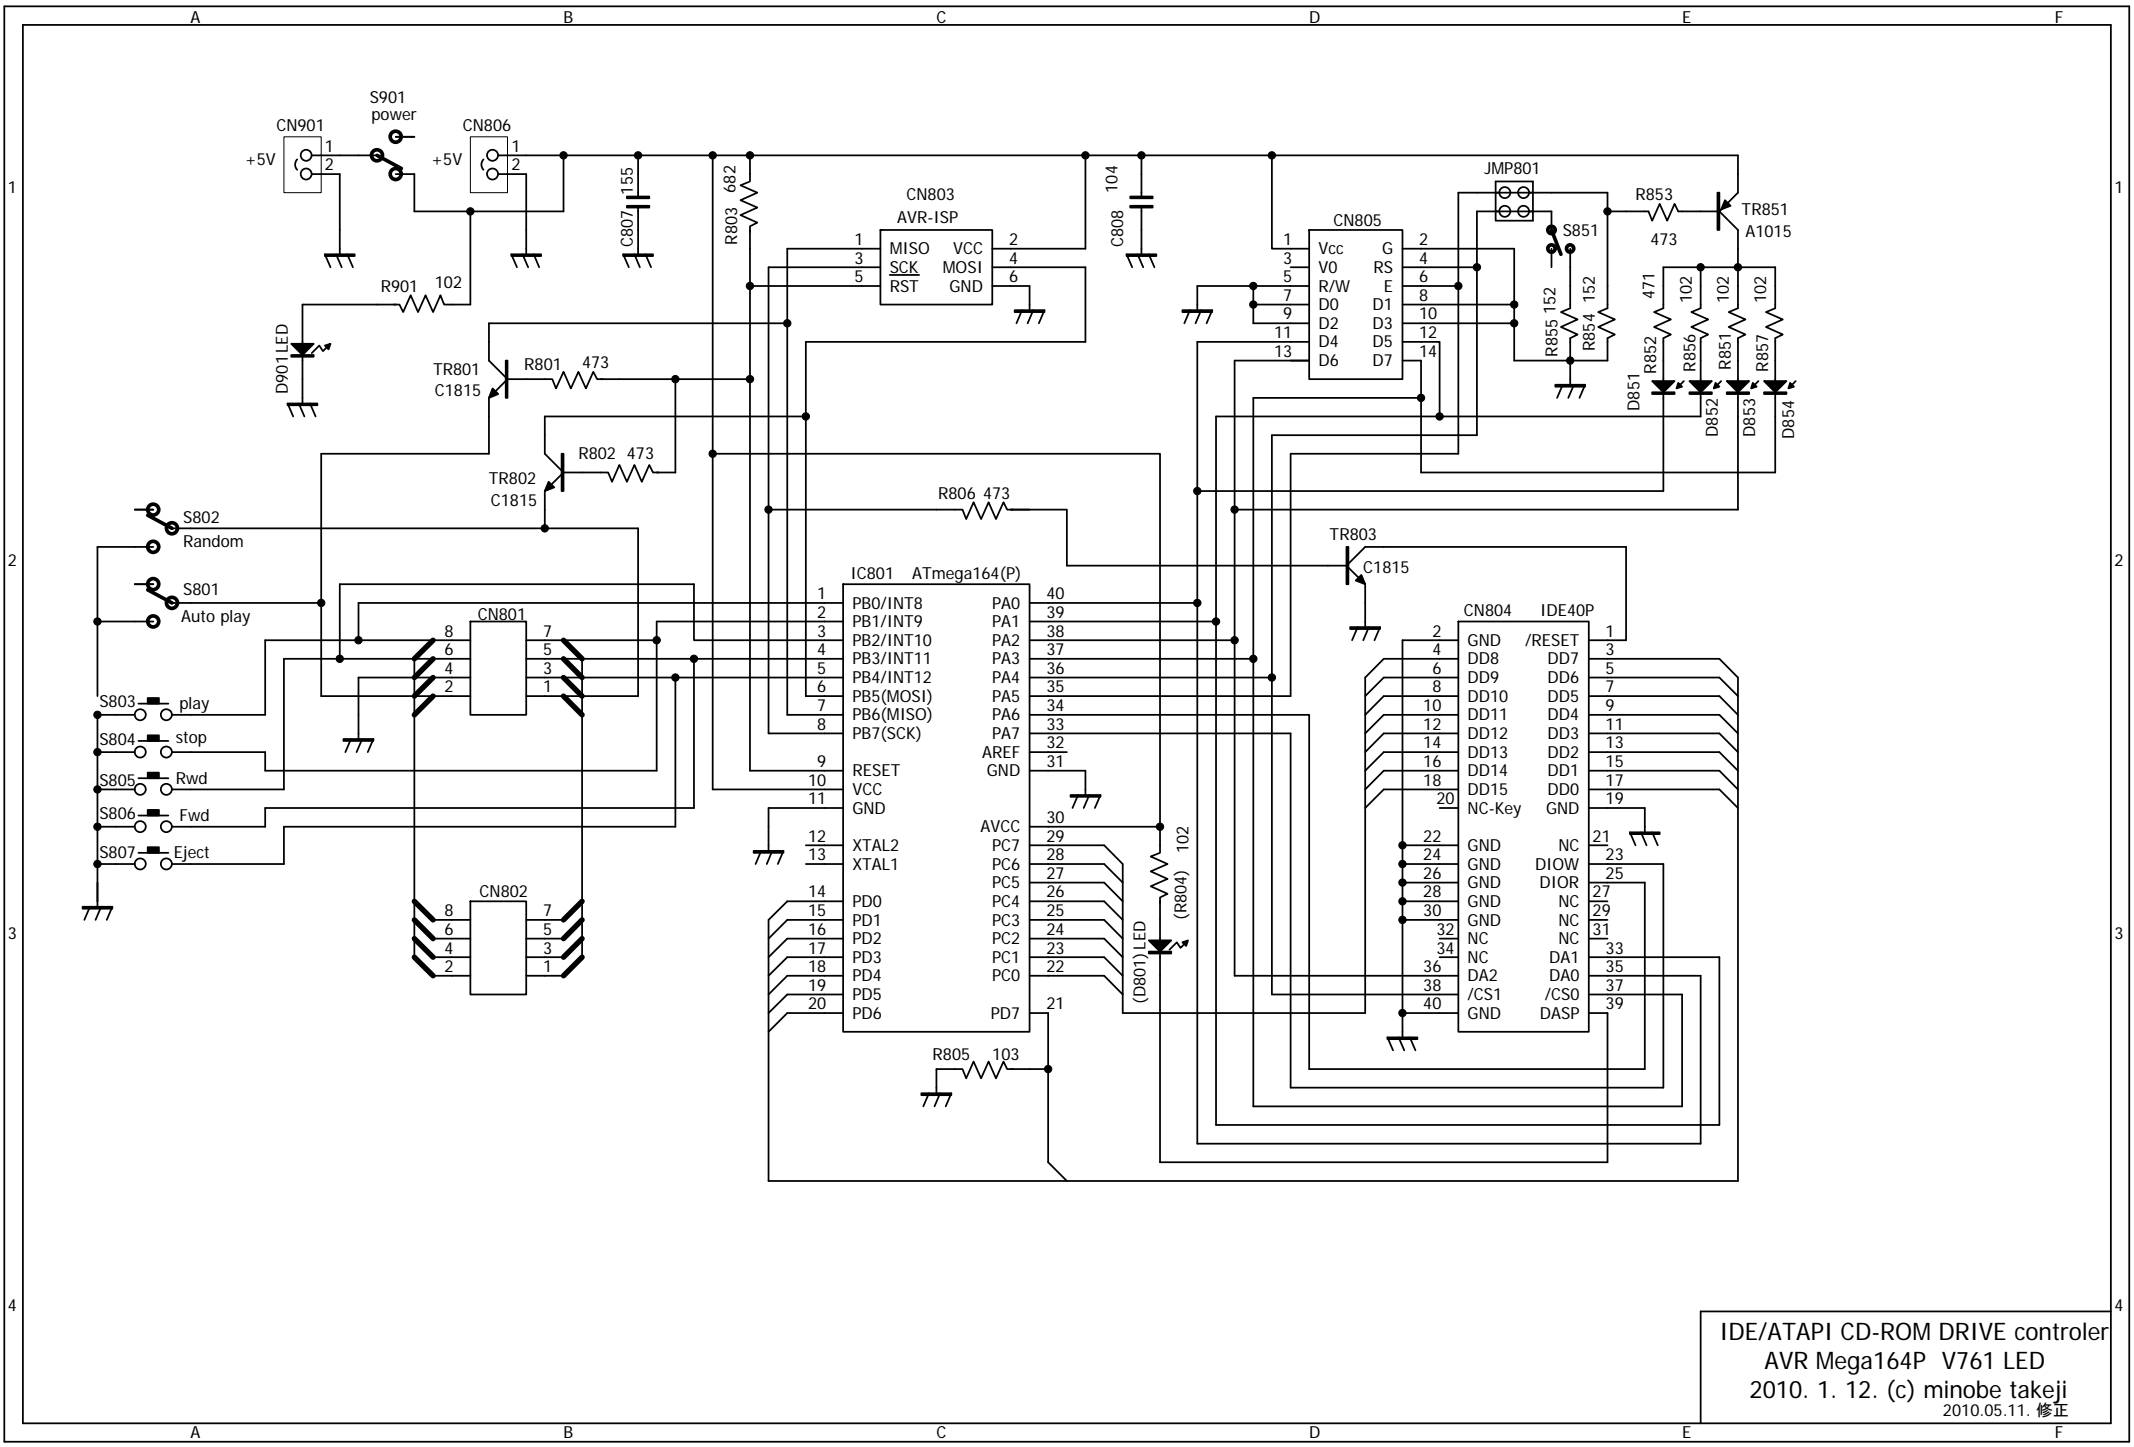 A B C D E F
1
2
3
4
1
2
3
4
A B C D E F
S901
power
CN901
+5V
1
2
CN806
+5V
1
2
R901 102
D901 LED
C807 155
R803 682
CN803
AVR-ISP
1 MISO VCC 2
3 SCK MOSI 4
5 RST GND 6
C808 104
TR801
C1815
R801 473
TR802
C1815
R802 473
R806 473
CN805
1 Vcc G 2
3 V0 RS 4
5 R/W E 6
7 D0 D1 8
9 D2 D3 10
11 D4 D5 12
13 D6 D7 14
JMP801
S851
R855 152
R854 152
R853
473
TR851
A1015
R852 471
R856 102
R851 102
R857 102
D851
D852
D853
D854
S802
Random
S801
Auto play
S803 play
S804 stop
S805 Rwd
S806 Fwd
S807 Eject
CN801
8 7
6 5
4 3
2 1
CN802
8 7
6 5
4 3
2 1
IC801 ATmega164(P)
1 PB0/INT8 PA0 40
2 PB1/INT9 PA1 39
3 PB2/INT10 PA2 38
4 PB3/INT11 PA3 37
5 PB4/INT12 PA4 36
6 PB5(MOSI) PA5 35
7 PB6(MISO) PA6 34
8 PB7(SCK) PA7 33
AREF 32
9 RESET GND 31
10 VCC
11 GND
AVCC 30
12 XTAL2 PC7 29
13 XTAL1 PC6 28
PC5 27
14 PD0 PC4 26
15 PD1 PC3 25
16 PD2 PC2 24
17 PD3 PC1 23
18 PD4 PC0 22
19 PD5
20 PD6 PD7 21
R805 103
(R804) 102
(D801) LED
TR803
C1815
CN804 IDE40P
2 GND /RESET 1
4 DD8 DD7 3
6 DD9 DD6 5
8 DD10 DD5 7
10 DD11 DD4 9
12 DD12 DD3 11
14 DD13 DD2 13
16 DD14 DD1 15
18 DD15 DD0 17
20 NC-Key GND 19
22 GND NC 21
24 GND DIOW 23
26 GND DIOR 25
28 GND NC 27
30 GND NC 29
32 NC NC 31
34 NC DA1 33
36 DA2 DA0 35
38 /CS1 /CS0 37
40 GND DASP 39
IDE/ATAPI CD-ROM DRIVE controler
AVR Mega164P V761 LED
2010. 1. 12. (c) minobe takeji
2010.05.11. 修正